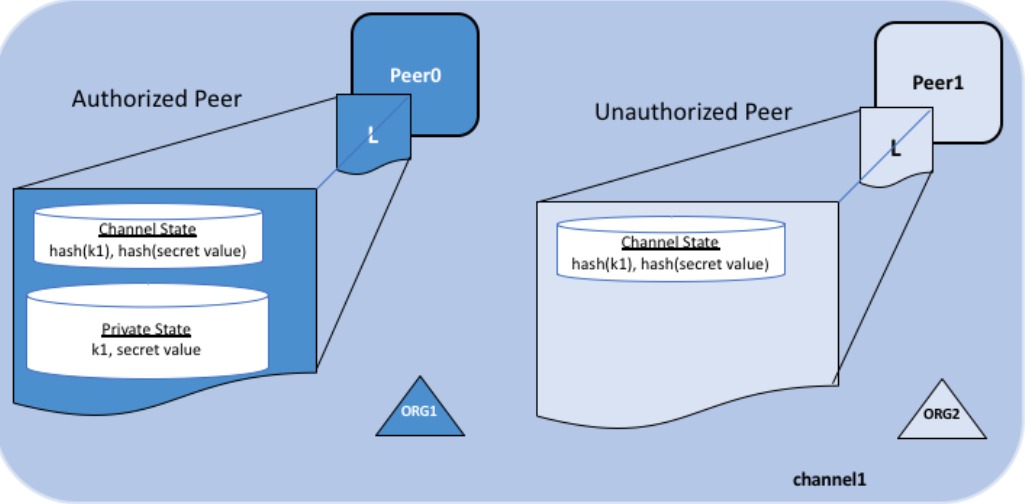 Peer0
Authorized Peer
L
Channel State
hash(k1), hash(secret value)
Private State
k1, secret value
ORG1
Peer1
Unauthorized Peer
L
Channel State
hash(k1), hash(secret value)
ORG2
channel1